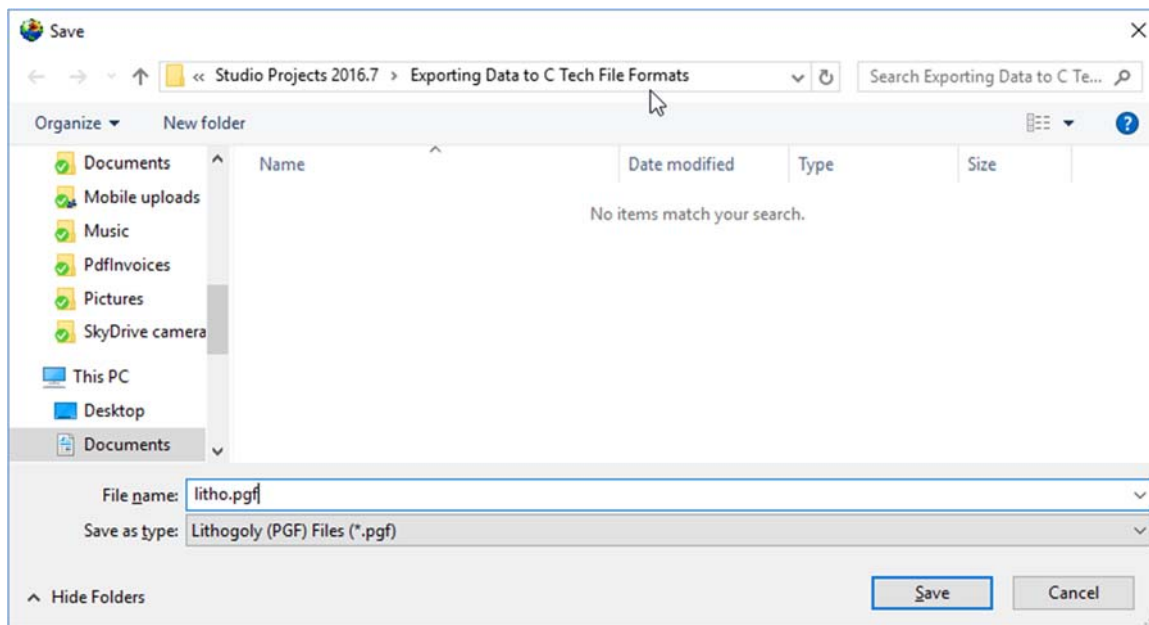 Save
« Studio Projects 2016.7 › Exporting Data to C Tech File Formats
Search Exporting Data to C Te...
Organize
New folder
?
Documents
Mobile uploads
Music
PdfInvoices
Pictures
SkyDrive camera
This PC
Desktop
Documents
Name
Date modified
Type
Size
No items match your search.
File name: litho.pgf
Save as type: Lithogoly (PGF) Files (*.pgf)
Hide Folders
Save
Cancel